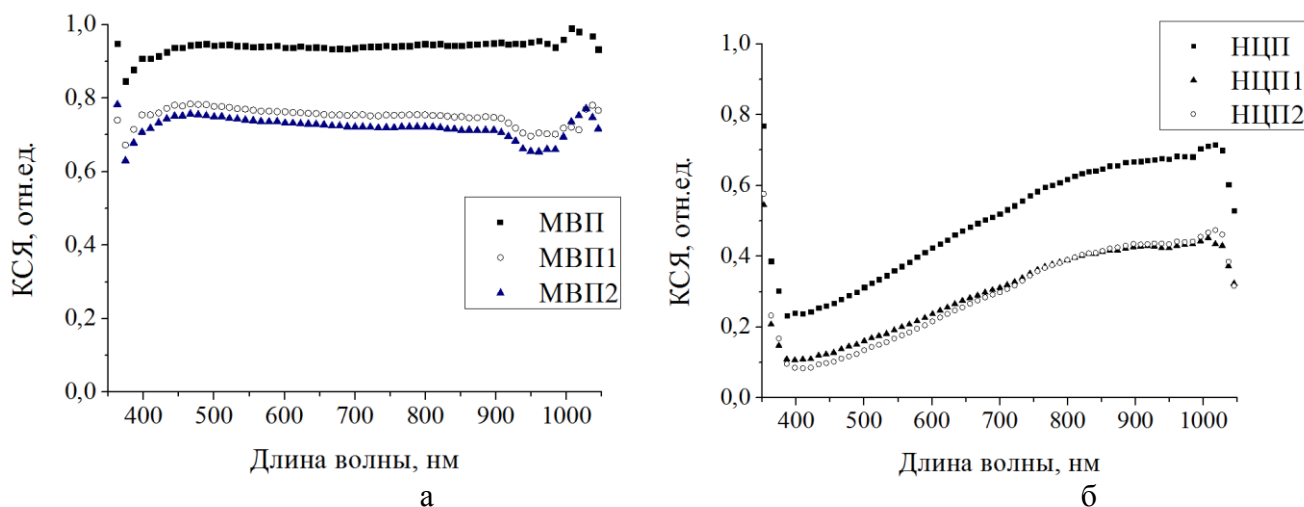 1,0
0,8
0,6
0,4
0,2
0,0
КСЯ, отн.ед.
МВП
МВП1
МВП2
400 500 600 700 800 900 1000
Длина волны, нм
а
НЦП
НЦП1
НЦП2
1,0
0,8
0,6
0,4
0,2
0,0
КСЯ, отн.ед.
400 500 600 700 800 900 1000
Длина волны, нм
б